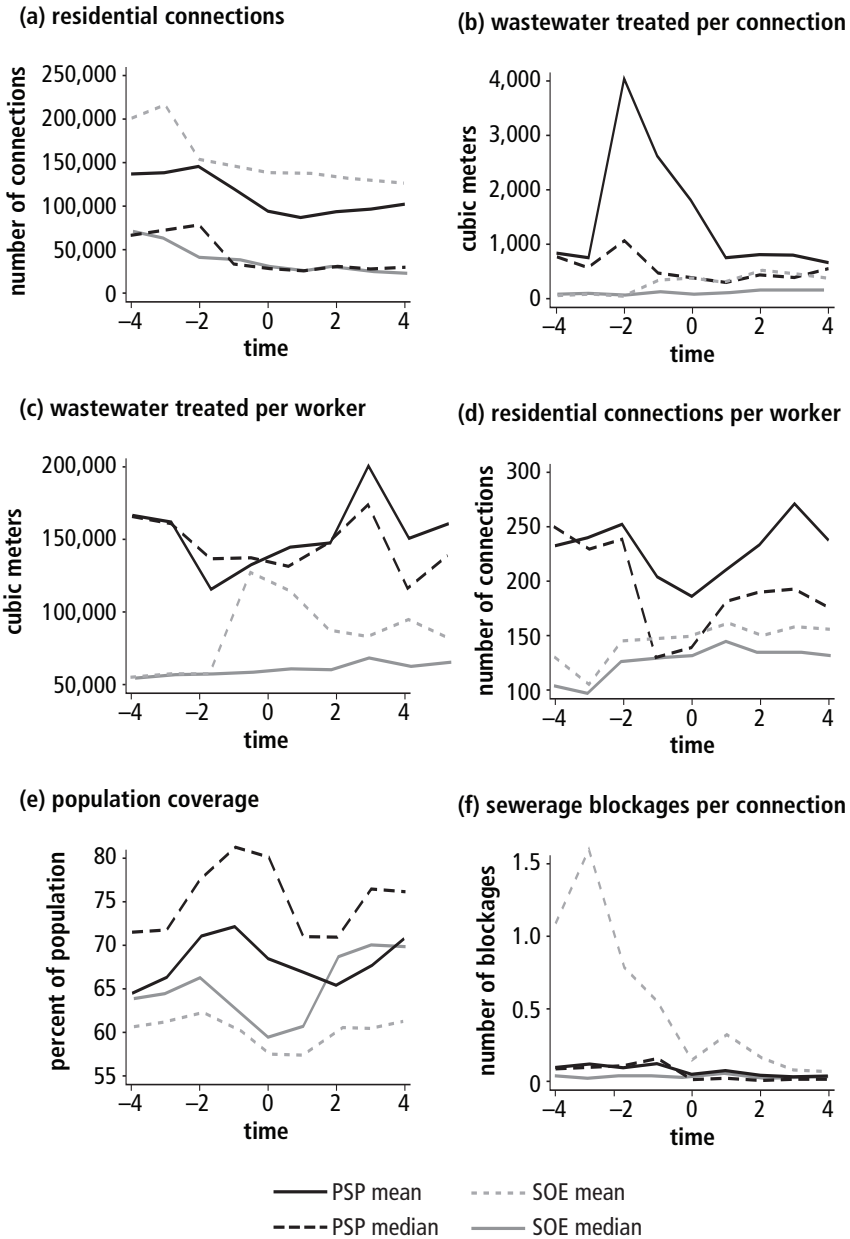 (a) residential connections
number of connections
250,000
200,000
150,000
100,000
50,000
0
–4 –2 0 2 4
time
(b) wastewater treated per connection
cubic meters
4,000
3,000
2,000
1,000
0
–4 –2 0 2 4
time
(c) wastewater treated per worker
cubic meters
200,000
150,000
100,000
50,000
–4 –2 0 2 4
time
(d) residential connections per worker
number of connections
300
250
200
150
100
–4 –2 0 2 4
time
(e) population coverage
percent of population
80
75
70
65
60
55
–4 –2 0 2 4
time
(f) sewerage blockages per connection
number of blockages
1.5
1.0
0.5
0
–4 –2 0 2 4
time
PSP mean SOE mean
PSP median SOE median